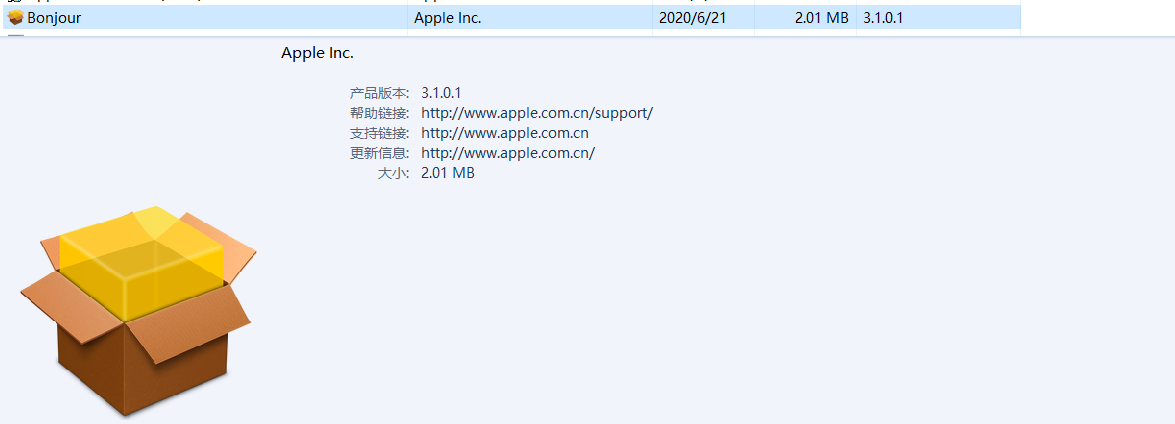 Bonjour Apple Inc. 2020/6/21 2.01 MB 3.1.0.1
Apple Inc.
产品版本: 3.1.0.1
帮助链接: http://www.apple.com.cn/support/
支持链接: http://www.apple.com.cn
更新信息: http://www.apple.com.cn/
大小: 2.01 MB